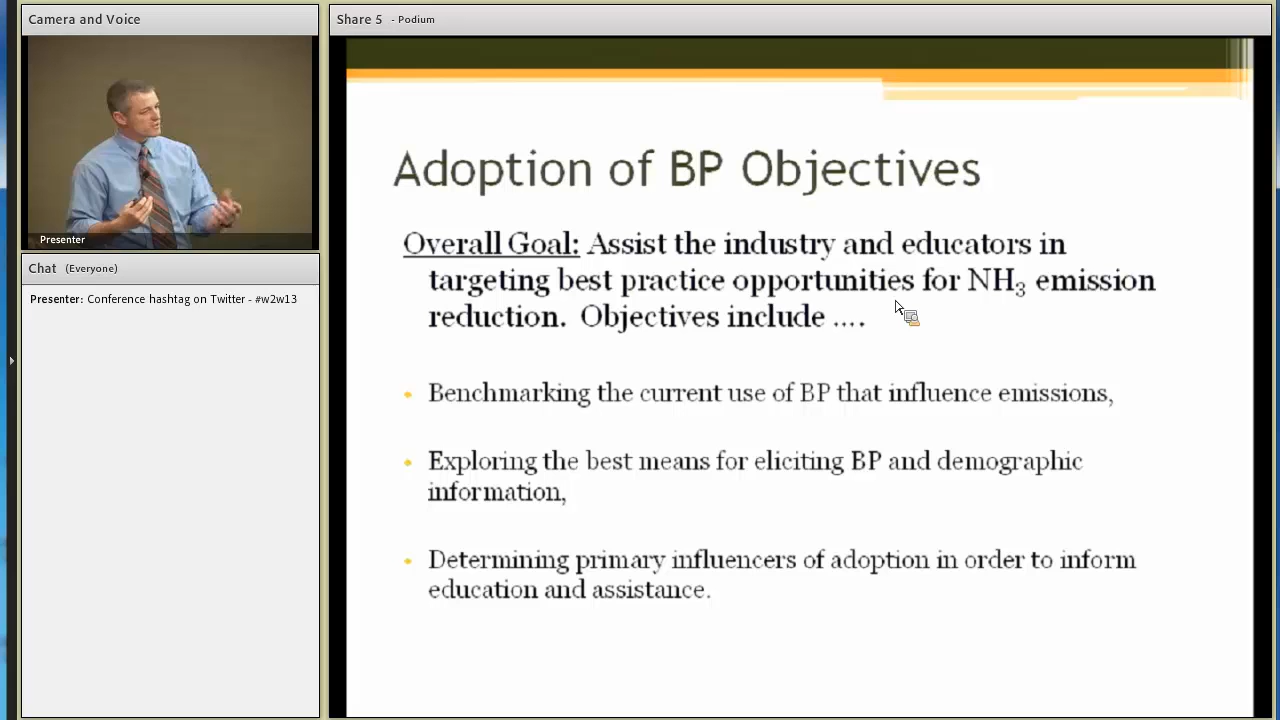 Camera and Voice
Presenter
Chat (Everyone)
Presenter: Conference hashtag on Twitter - #w2w13
Share 5 - Podium
Adoption of BP Objectives
Overall Goal: Assist the industry and educators in
targeting best practice opportunities for NH₃ emission
reduction. Objectives include ....
• Benchmarking the current use of BP that influence emissions,
• Exploring the best means for eliciting BP and demographic
information,
• Determining primary influencers of adoption in order to inform
education and assistance.